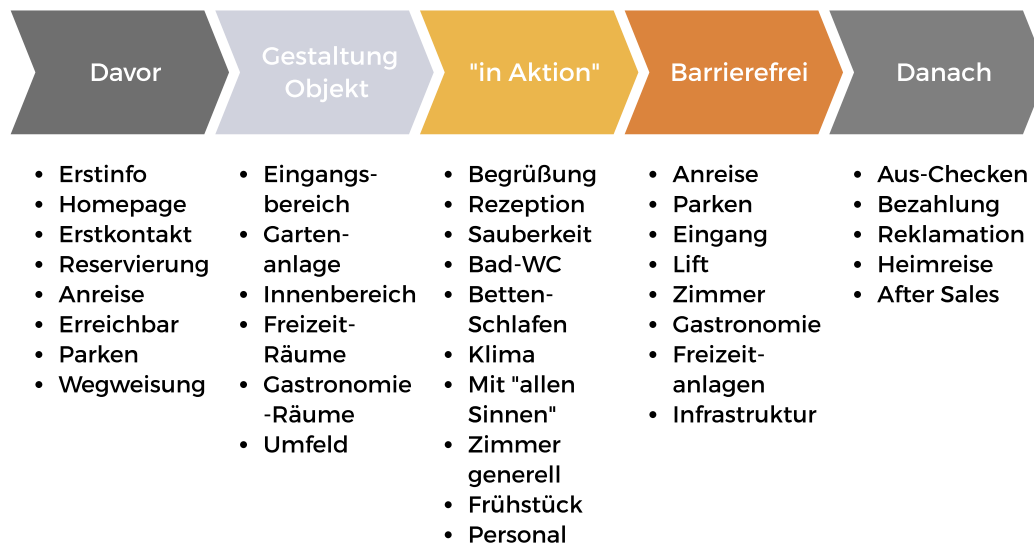 Davor
Gestaltung
Objekt
"in Aktion"
Barrierefrei
Danach
• Erstinfo
• Homepage
• Erstkontakt
• Reservierung
• Anreise
• Erreichbar
• Parken
• Wegweisung
• Eingangs-
bereich
• Garten-
anlage
• Innenbereich
• Freizeit-
Räume
• Gastronomie
-Räume
• Umfeld
• Begrüßung
• Rezeption
• Sauberkeit
• Bad-WC
• Betten-
Schlafen
• Klima
• Mit "allen
Sinnen"
• Zimmer
generell
• Frühstück
• Personal
• Anreise
• Parken
• Eingang
• Lift
• Zimmer
• Gastronomie
• Freizeit-
anlagen
• Infrastruktur
• Aus-Checken
• Bezahlung
• Reklamation
• Heimreise
• After Sales